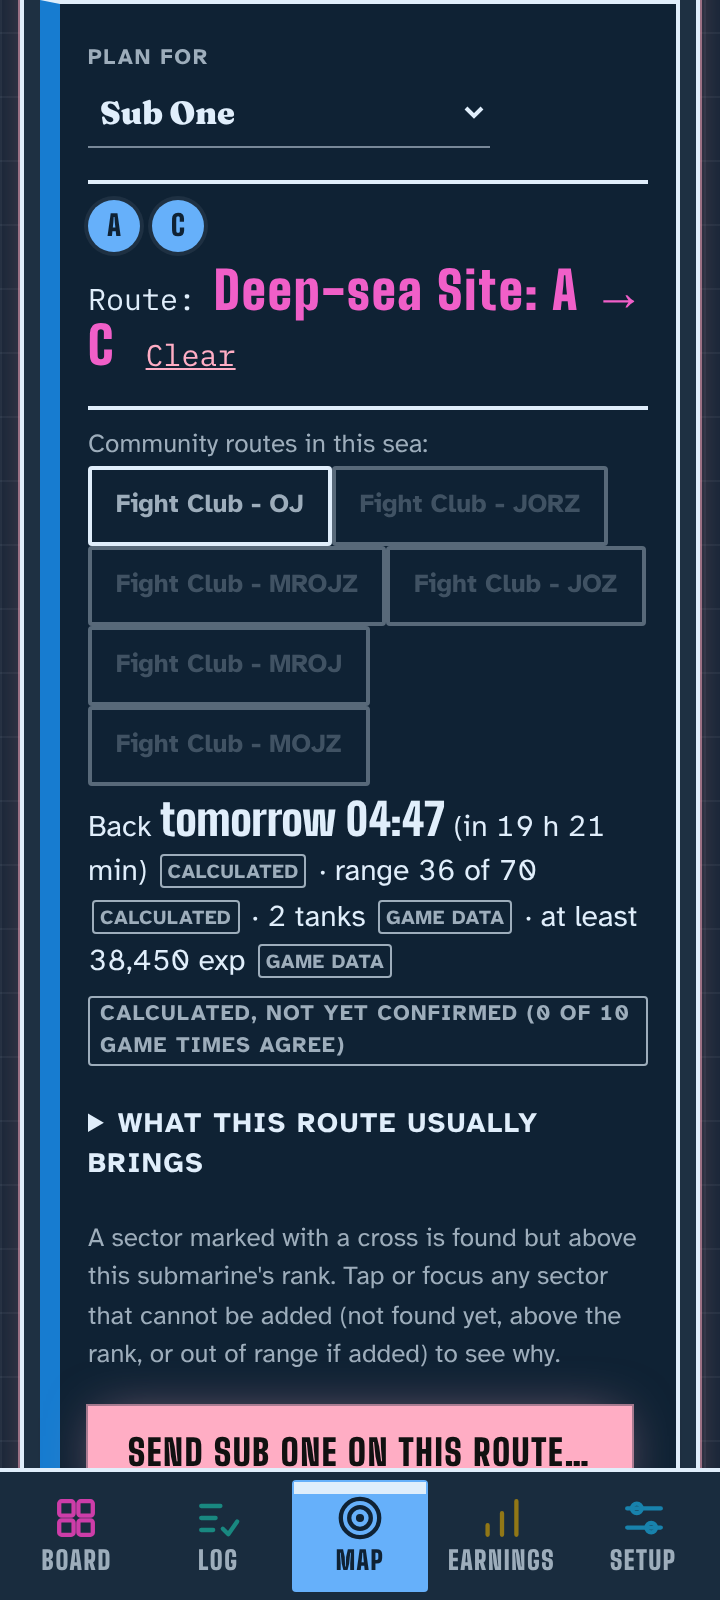 PLAN FOR
Sub One
A C
Route: Deep-sea Site: A →
C Clear
Community routes in this sea:
Fight Club - OJ Fight Club - JORZ
Fight Club - MROJZ Fight Club - JOZ
Fight Club - MROJ
Fight Club - MOJZ
Back tomorrow 04:47 (in 19 h 21
min) CALCULATED · range 36 of 70
CALCULATED · 2 tanks GAME DATA · at least
38,450 exp GAME DATA
CALCULATED, NOT YET CONFIRMED (0 OF 10
GAME TIMES AGREE)
▶ WHAT THIS ROUTE USUALLY
BRINGS
A sector marked with a cross is found but above
this submarine's rank. Tap or focus any sector
that cannot be added (not found yet, above the
rank, or out of range if added) to see why.
SEND SUB ONE ON THIS ROUTE...
BOARD LOG MAP EARNINGS SETUP